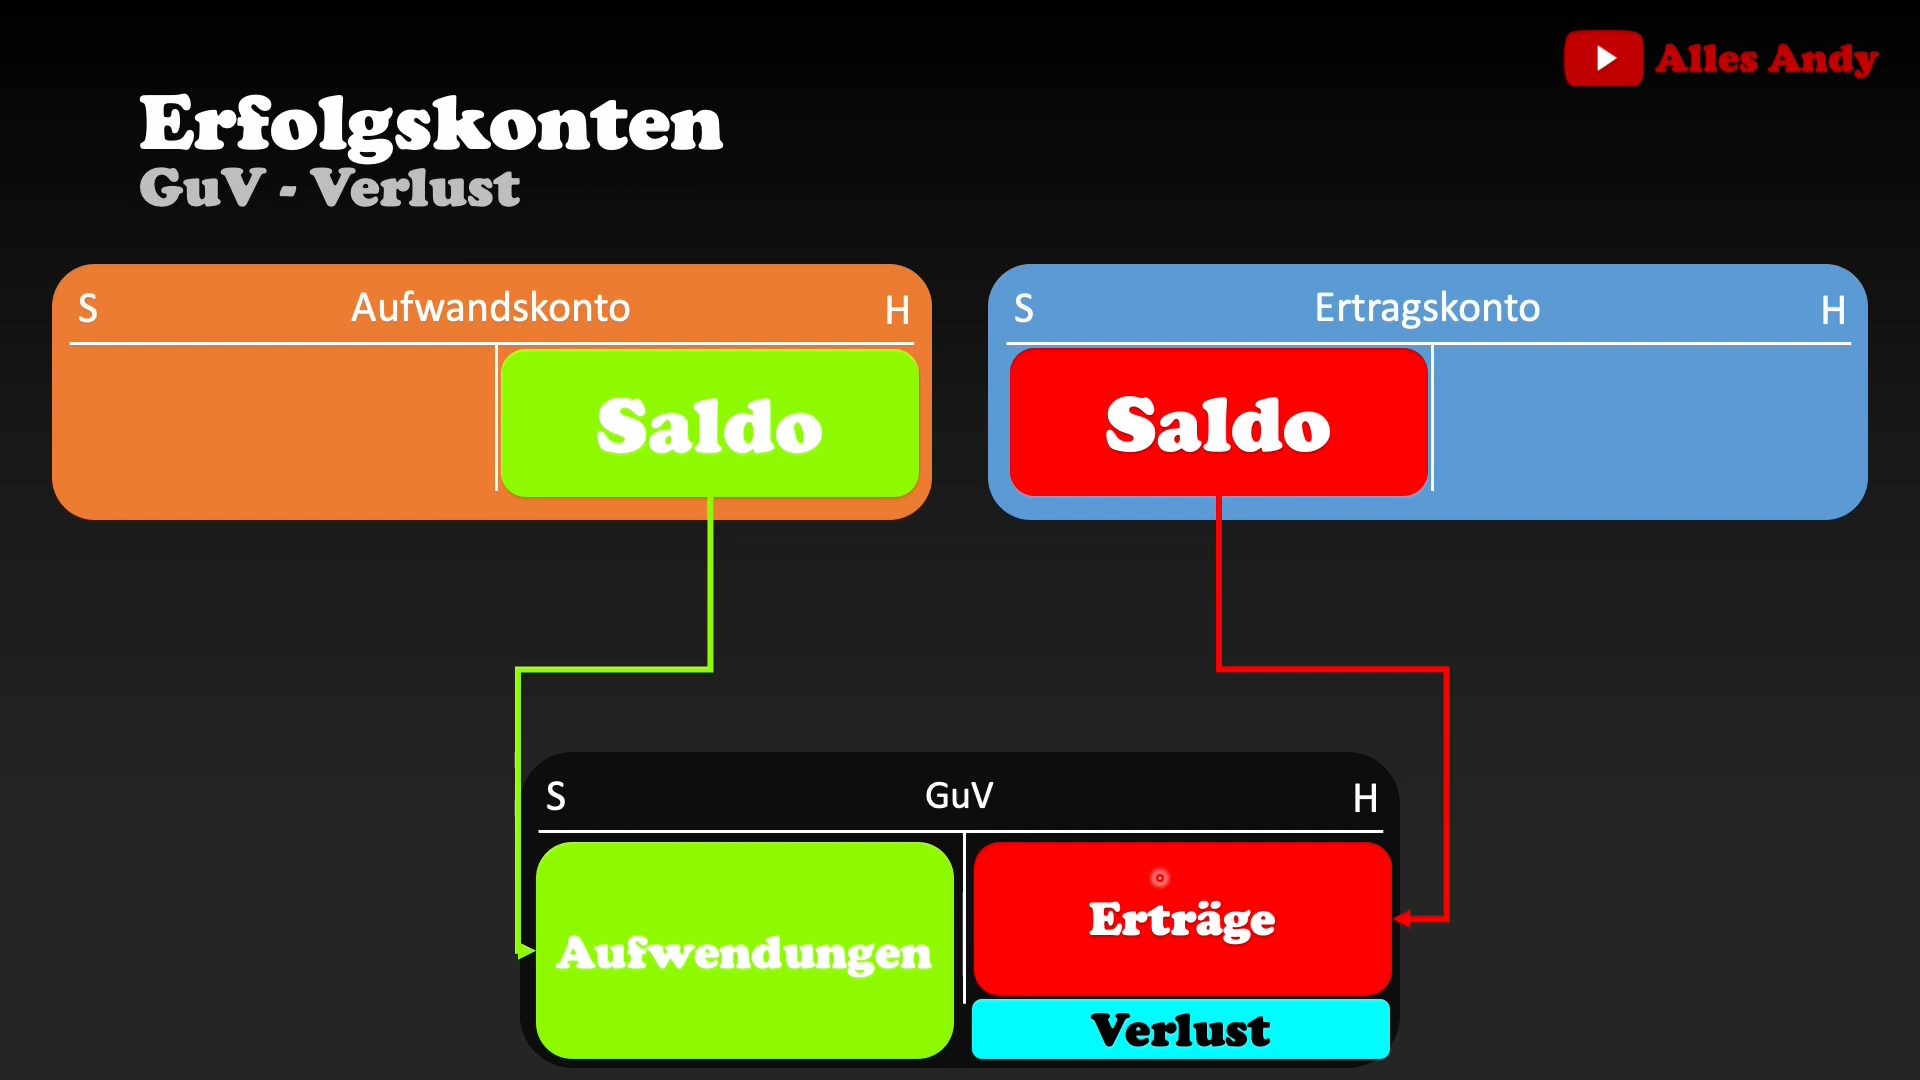 Alles Andy
Erfolgskonten
GuV - Verlust
S Aufwandskonto H
Saldo
S Ertragskonto H
Saldo
S GuV H
Aufwendungen
Erträge
Verlust